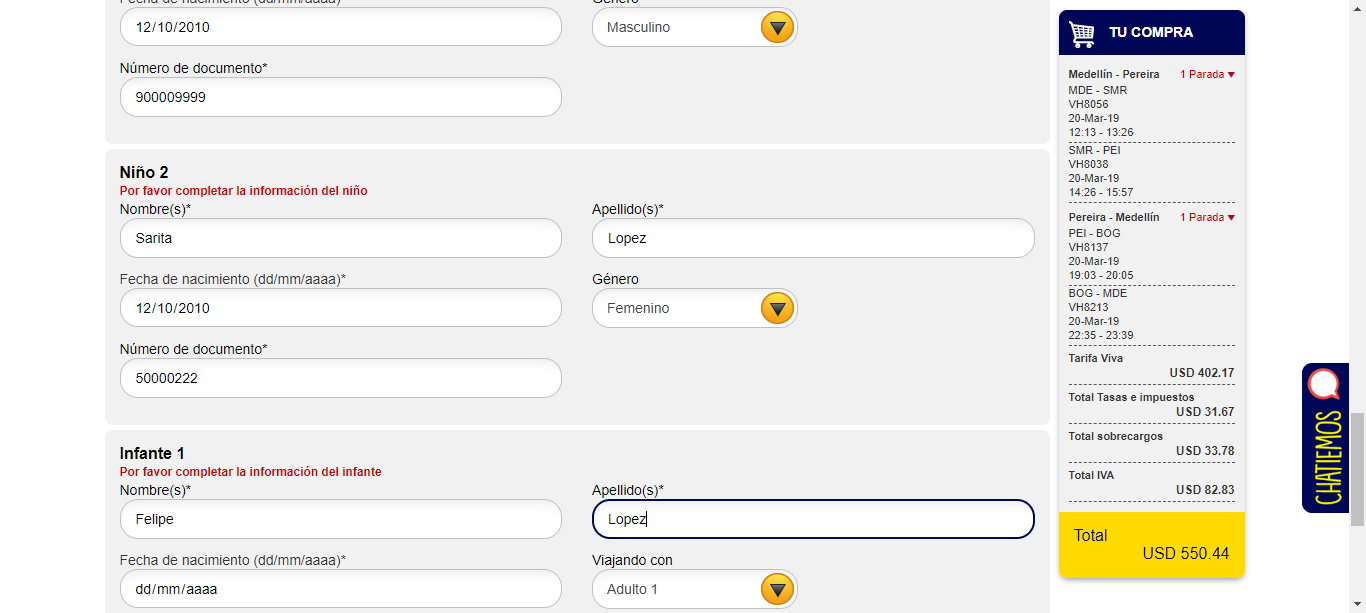 Fecha de nacimiento (dd/mm/aaaa)*
Género
12/10/2010
Masculino
Número de documento*
900009999
Niño 2
Por favor completar la información del niño
Nombre(s)*
Apellido(s)*
Sarita
Lopez
Fecha de nacimiento (dd/mm/aaaa)*
Género
12/10/2010
Femenino
Número de documento*
50000222
Infante 1
Por favor completar la información del infante
Nombre(s)*
Apellido(s)*
Felipe
Lopez
Fecha de nacimiento (dd/mm/aaaa)*
Viajando con
dd/mm/aaaa
Adulto 1
TU COMPRA
Medellín - Pereira 1 Parada
MDE - SMR
VH8056
20-Mar-19
12:13 - 13:26
SMR - PEI
VH8038
20-Mar-19
14:26 - 15:57
Pereira - Medellín 1 Parada
PEI - BOG
VH8137
20-Mar-19
19:03 - 20:05
BOG - MDE
VH8213
20-Mar-19
22:35 - 23:39
Tarifa Viva
USD 402.17
Total Tasas e impuestos
USD 31.67
Total sobrecargos
USD 33.78
Total IVA
USD 82.83
Total
USD 550.44
CHATIEMOS